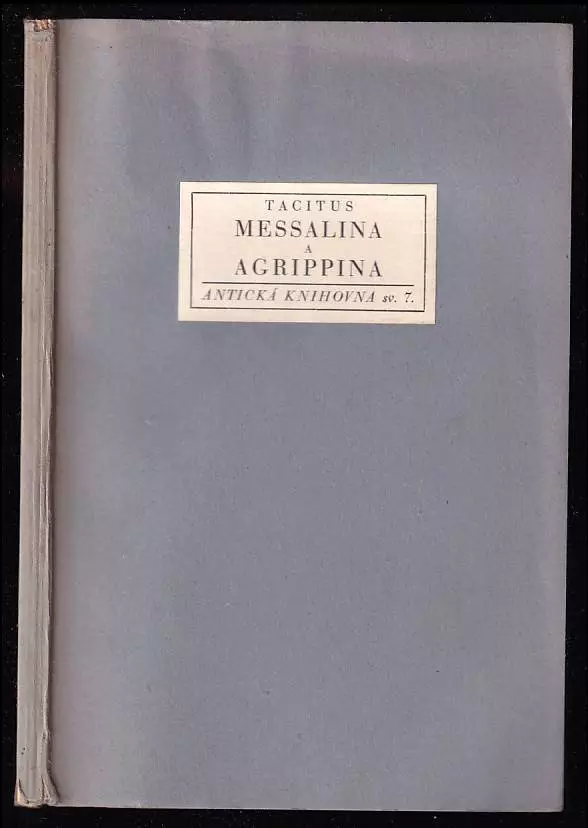 TACITUS
MESSALINA
A
AGRIPPINA
ANTICKÁ KNIHOVNA sv. 7.